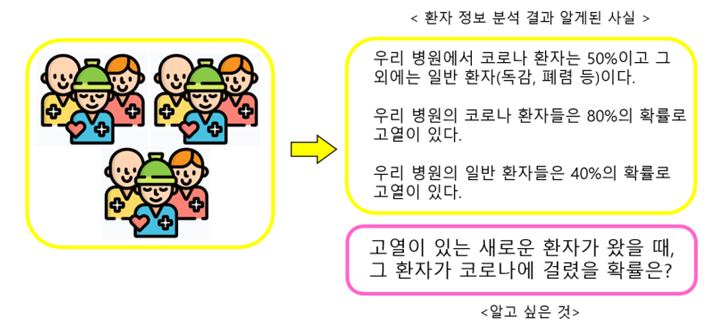 < 환자 정보 분석 결과 알게된 사실 >
우리 병원에서 코로나 환자는 50%이고 그
외에는 일반 환자(독감, 폐렴 등)이다.
우리 병원의 코로나 환자들은 80%의 확률로
고열이 있다.
우리 병원의 일반 환자들은 40%의 확률로
고열이 있다.
고열이 있는 새로운 환자가 왔을 때,
그 환자가 코로나에 걸렸을 확률은?
<알고 싶은 것>